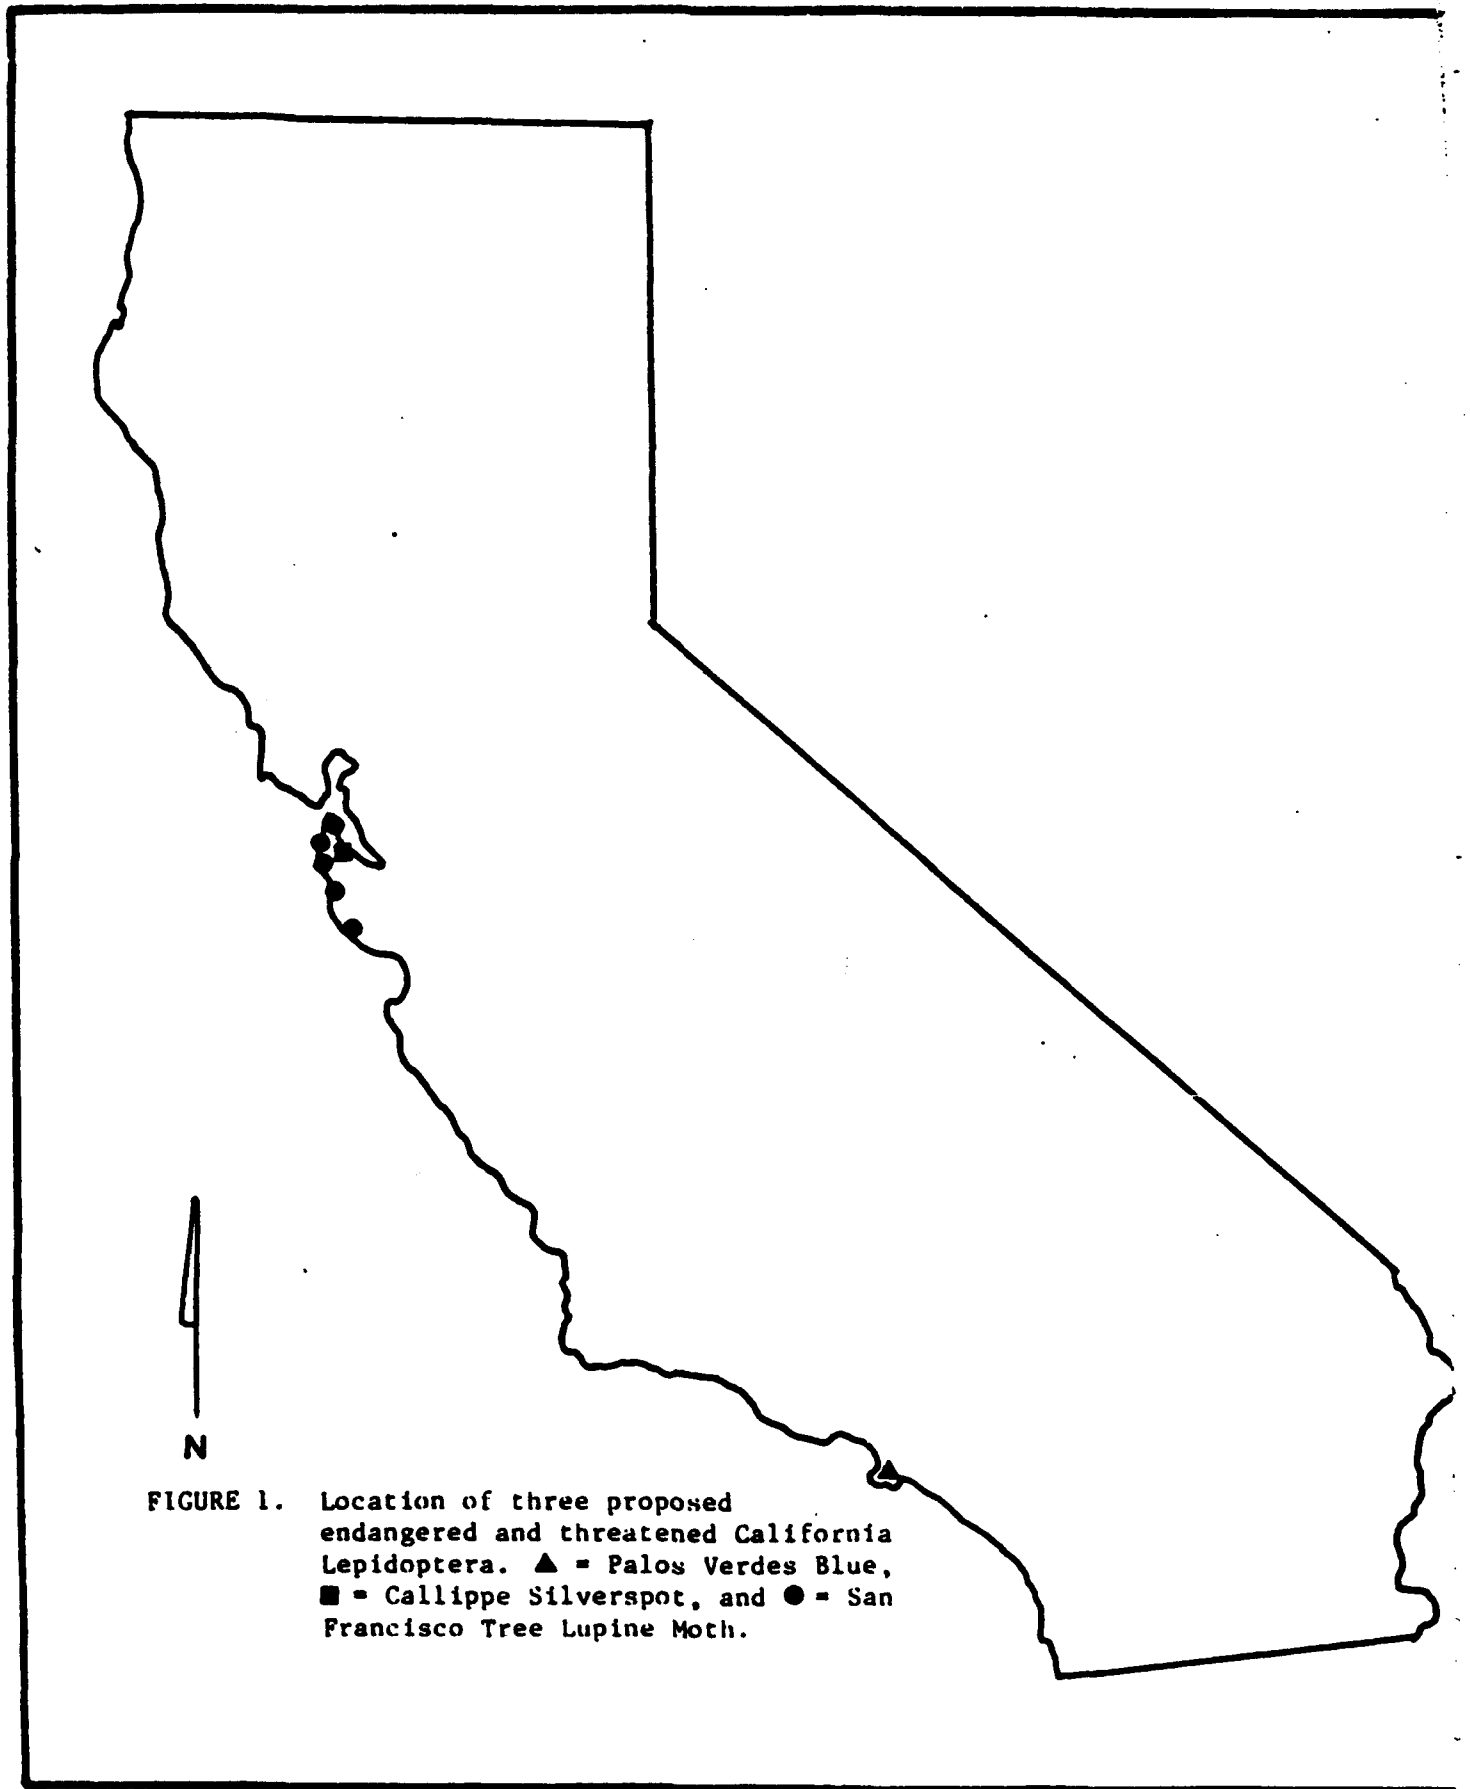 N
FIGURE 1. Location of three proposed
endangered and threatened California
Lepidoptera. ▲ = Palos Verdes Blue,
■ = Callippe Silverspot, and ● = San
Francisco Tree Lupine Moth.